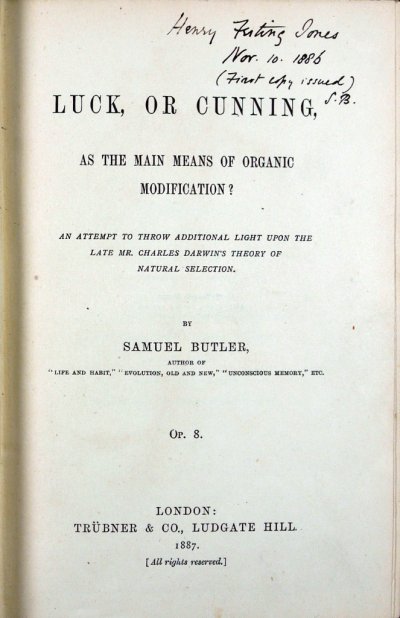 Henry Festing Jones
Nov. 10. 1886
(First copy issued)
S.B.
LUCK, OR CUNNING,
AS THE MAIN MEANS OF ORGANIC
MODIFICATION?
AN ATTEMPT TO THROW ADDITIONAL LIGHT UPON THE
LATE MR. CHARLES DARWIN'S THEORY OF
NATURAL SELECTION.
BY
SAMUEL BUTLER,
AUTHOR OF
"LIFE AND HABIT," "EVOLUTION, OLD AND NEW," "UNCONSCIOUS MEMORY," ETC.
OP. 8.
LONDON:
TRÜBNER & CO., LUDGATE HILL.
1887.
[All rights reserved.]